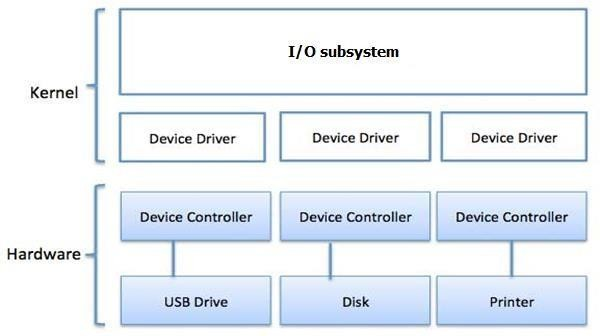 I/O subsystem
Kernel
Device Driver Device Driver Device Driver
Device Controller Device Controller Device Controller
Hardware
USB Drive Disk Printer